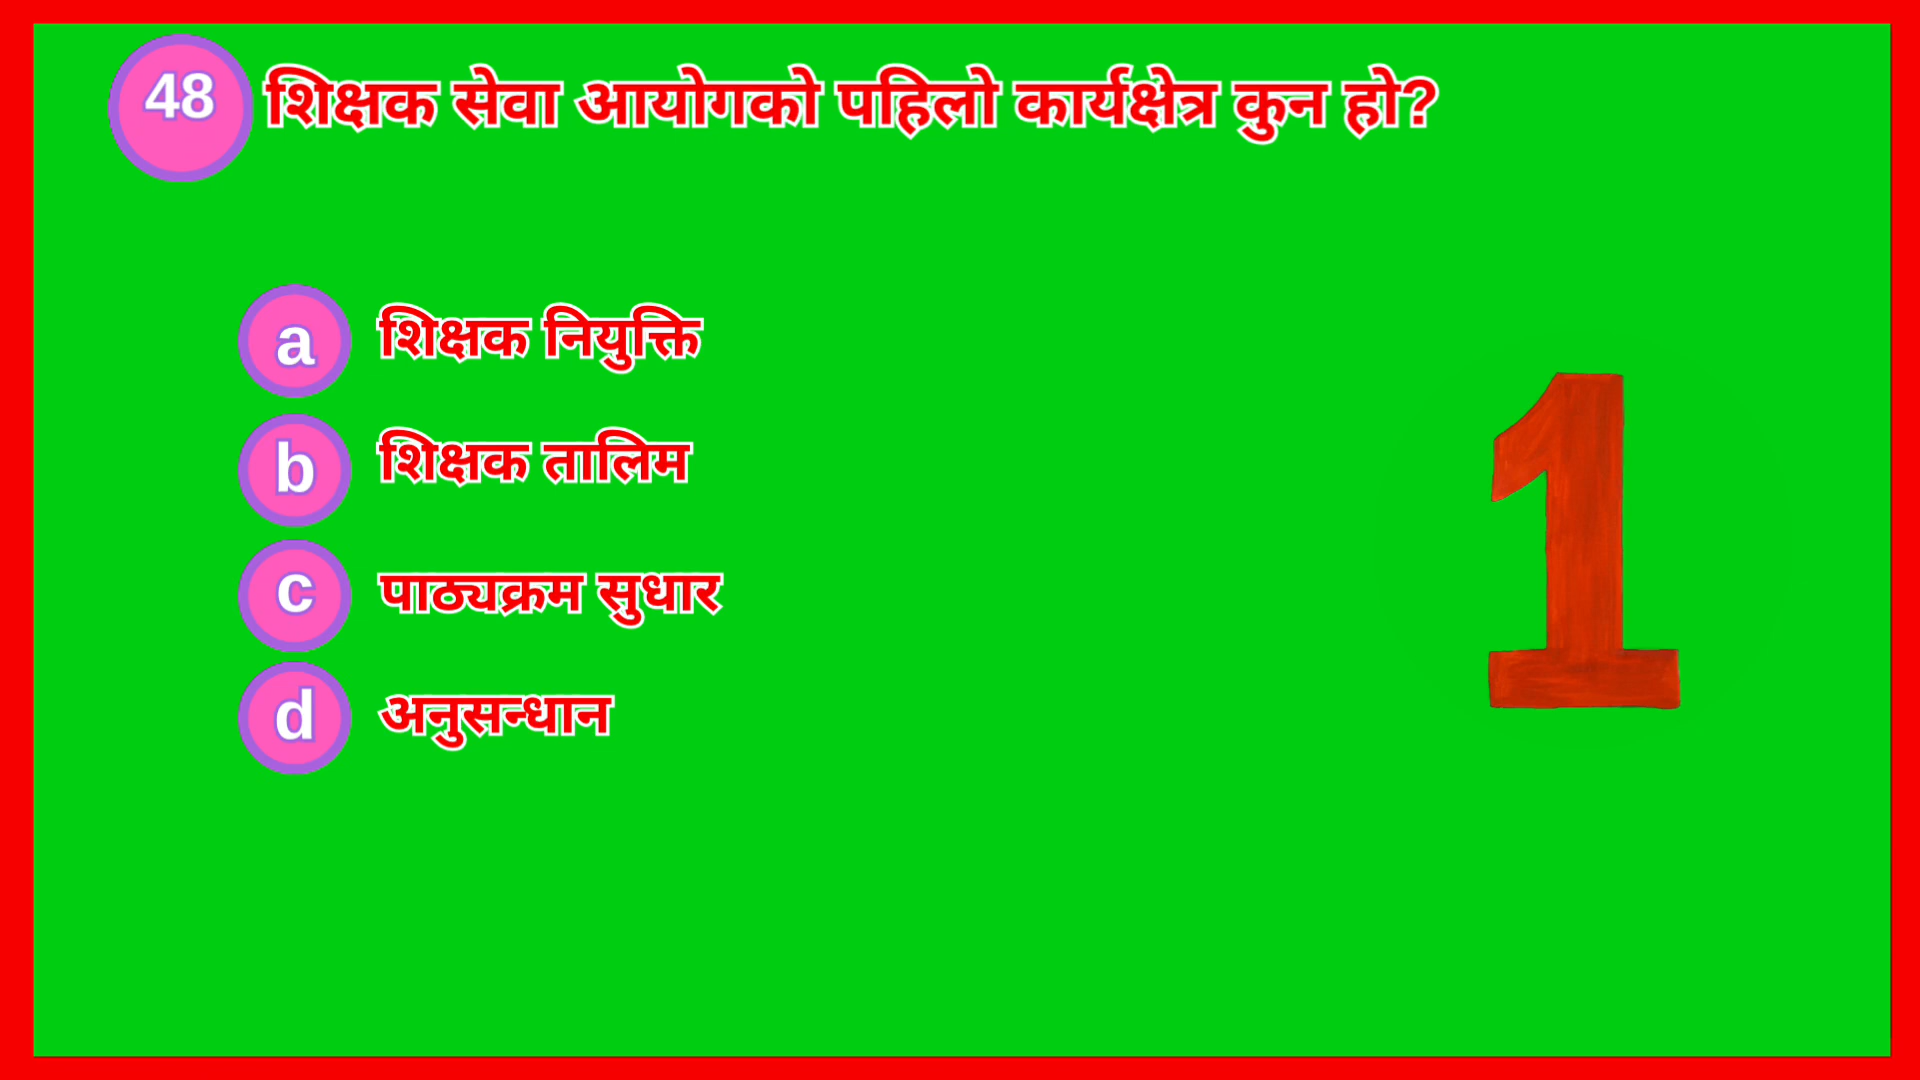 48 शिक्षक सेवा आयोगको पहिलो कार्यक्षेत्र कुन हो?
a शिक्षक नियुक्ति
b शिक्षक तालिम
c पाठ्यक्रम सुधार
d अनुसन्धान
1